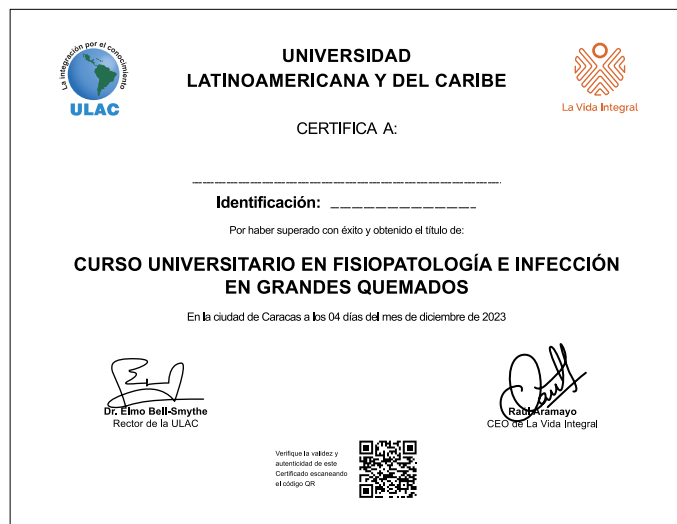 La integración por el conocimiento
ULAC
UNIVERSIDAD
LATINOAMERICANA Y DEL CARIBE
La Vida Integral
CERTIFICA A:
Identificación:
Por haber superado con éxito y obtenido el título de:
CURSO UNIVERSITARIO EN FISIOPATOLOGÍA E INFECCIÓN
EN GRANDES QUEMADOS
En la ciudad de Caracas a los 04 días del mes de diciembre de 2023
Dr. Elmo Bell-Smythe
Rector de la ULAC
Raúl Aramayo
CEO de La Vida Integral
Verifique la validez y
autenticidad de este
Certificado escaneando
el código QR